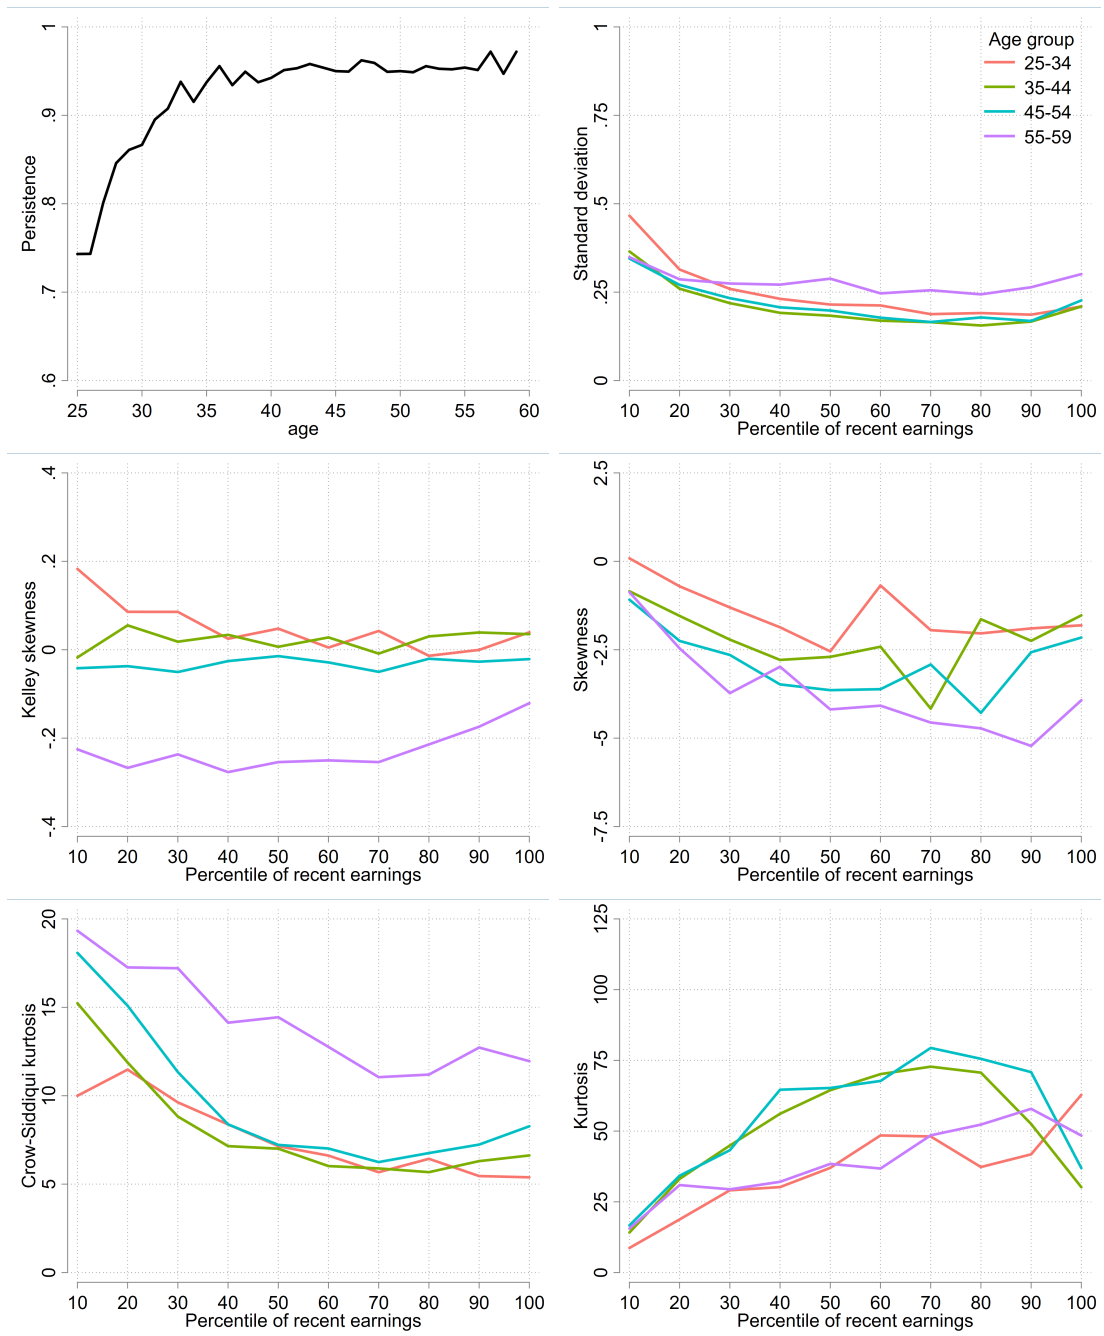 1
.9
.8
.7
.6
Persistence
25 30 35 40 45 50 55 60
age
1
.75
.5
.25
0
Standard deviation
Age group
25-34
35-44
45-54
55-59
10 20 30 40 50 60 70 80 90 100
Percentile of recent earnings
.4
.2
0
-.2
-.4
Kelley skewness
10 20 30 40 50 60 70 80 90 100
Percentile of recent earnings
2.5
0
-2.5
-5
-7.5
Skewness
10 20 30 40 50 60 70 80 90 100
Percentile of recent earnings
20
15
10
5
0
Crow-Siddiqui kurtosis
10 20 30 40 50 60 70 80 90 100
Percentile of recent earnings
125
100
75
50
25
0
Kurtosis
10 20 30 40 50 60 70 80 90 100
Percentile of recent earnings